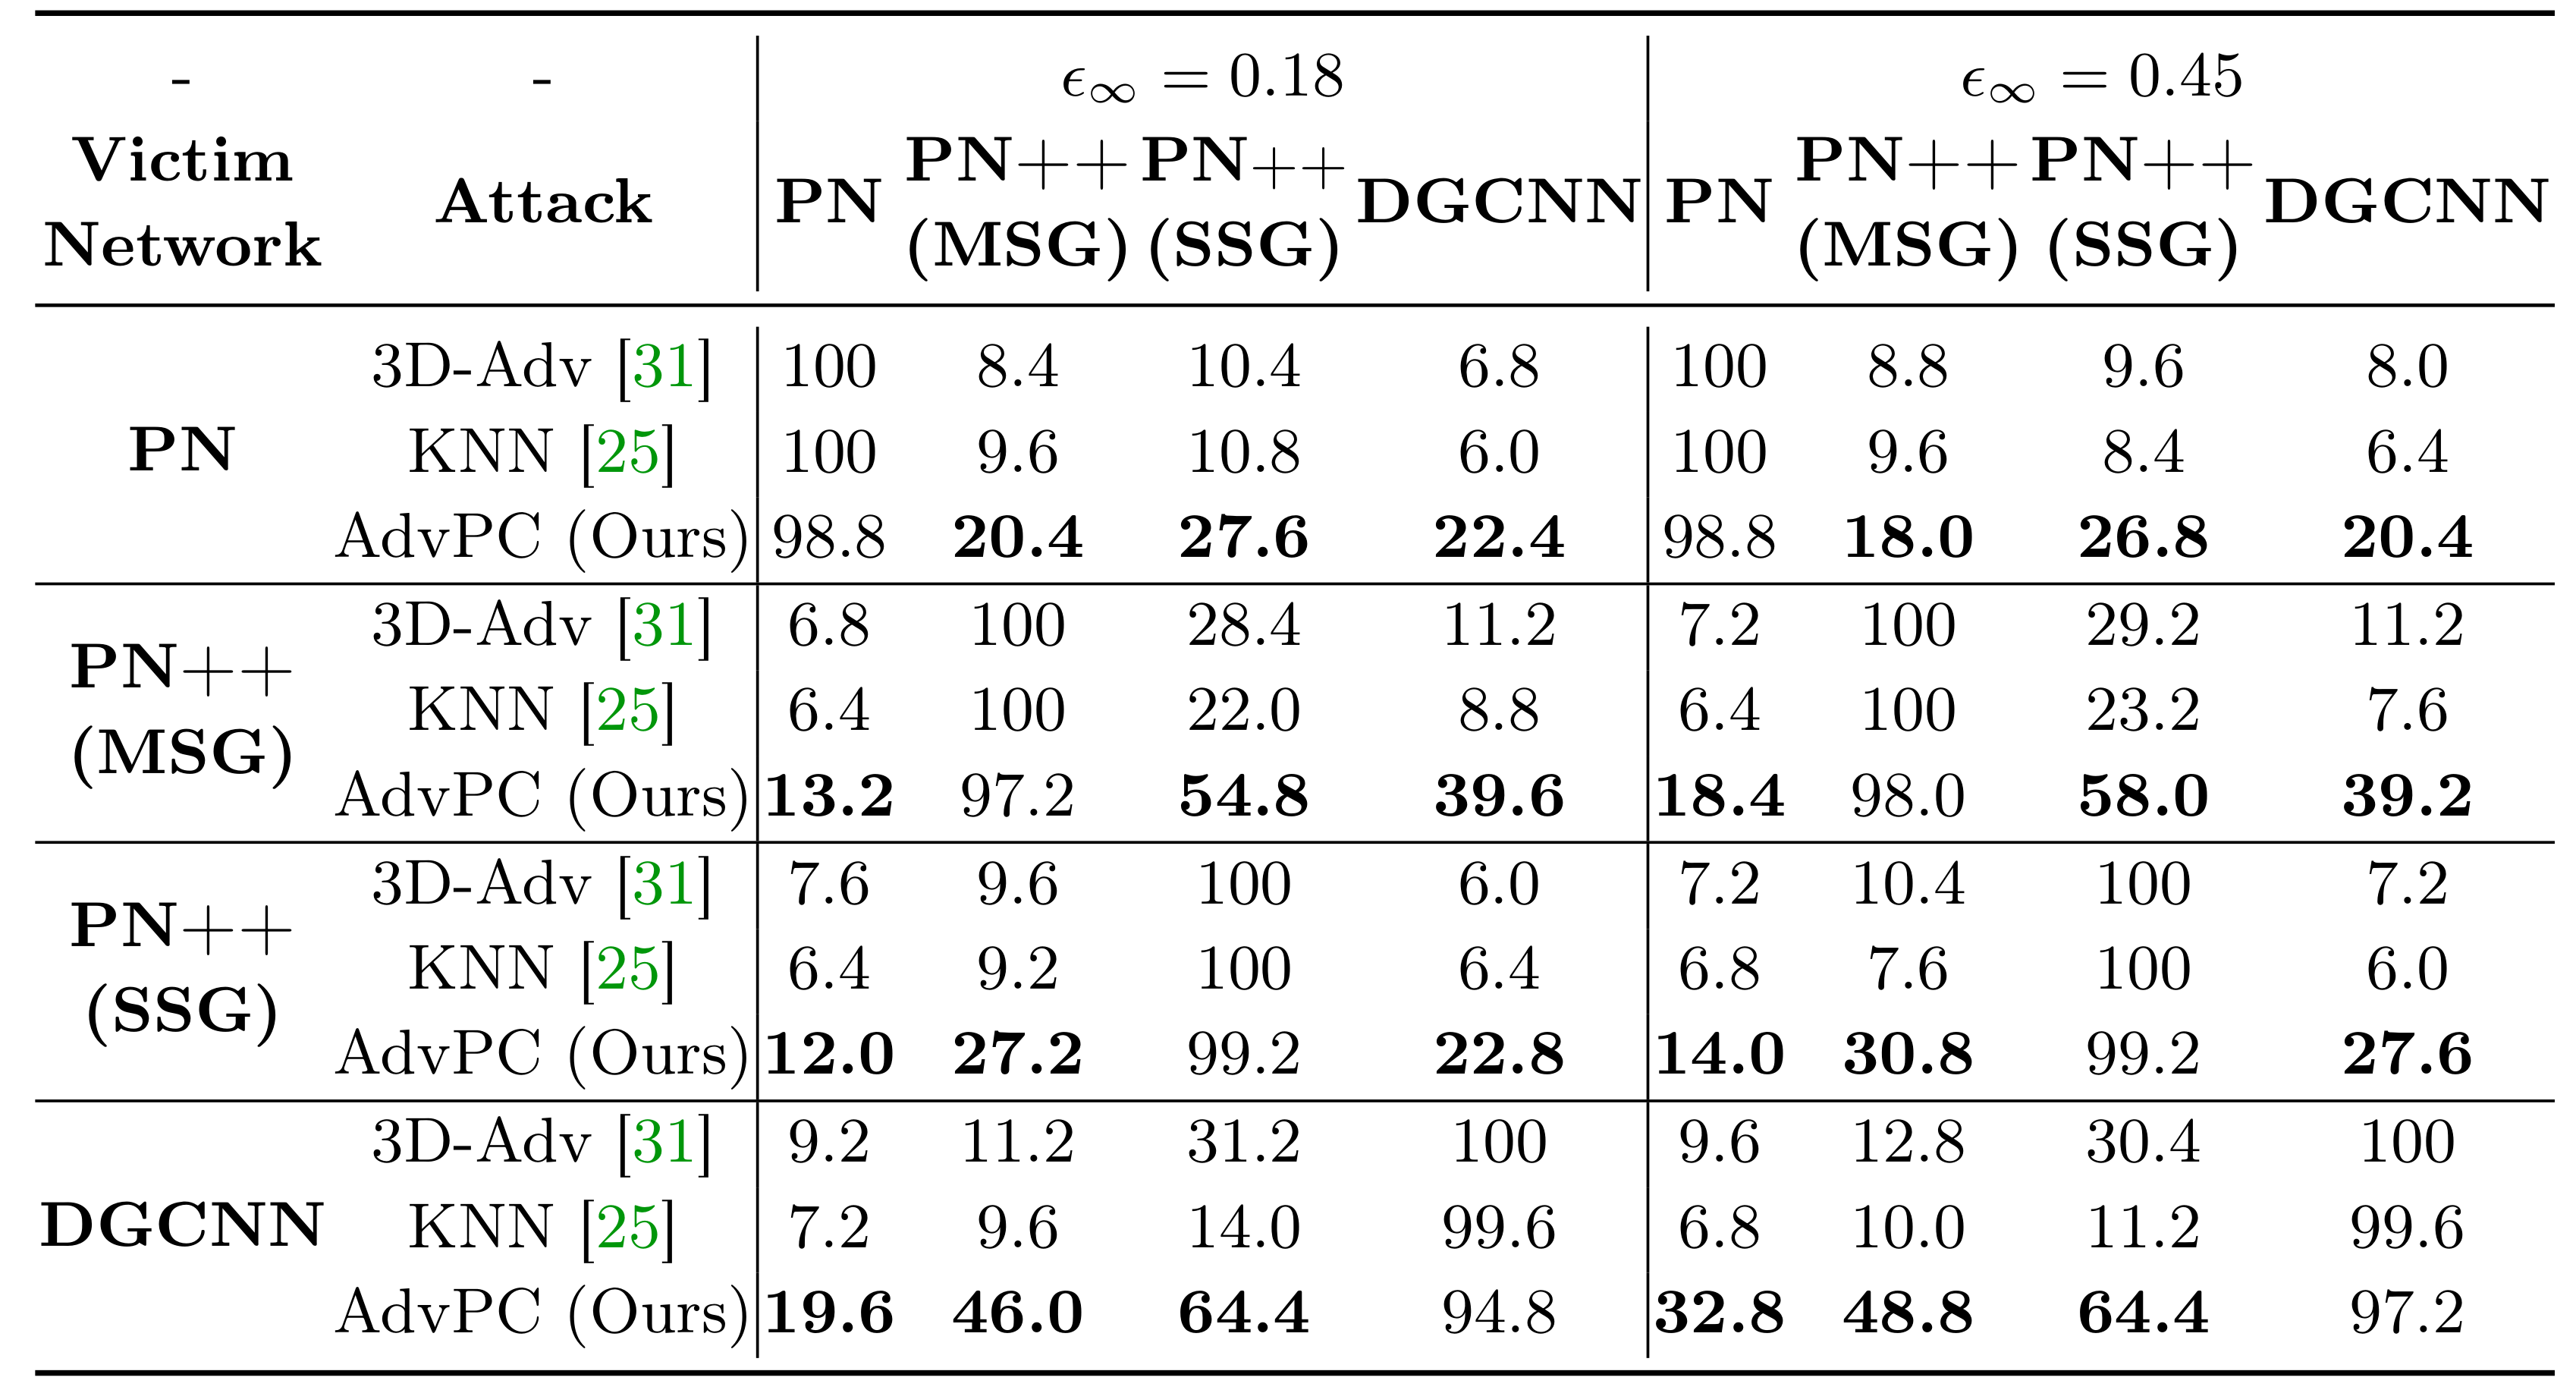 - - ϵ∞ = 0.18 ϵ∞ = 0.45
Victim Network Attack PN PN++ (MSG) PN++ (SSG) DGCNN PN PN++ (MSG) PN++ (SSG) DGCNN
PN
3D-Adv [31] 100 8.4 10.4 6.8 100 8.8 9.6 8.0
KNN [25] 100 9.6 10.8 6.0 100 9.6 8.4 6.4
AdvPC (Ours) 98.8 20.4 27.6 22.4 98.8 18.0 26.8 20.4
PN++ (MSG)
3D-Adv [31] 6.8 100 28.4 11.2 7.2 100 29.2 11.2
KNN [25] 6.4 100 22.0 8.8 6.4 100 23.2 7.6
AdvPC (Ours) 13.2 97.2 54.8 39.6 18.4 98.0 58.0 39.2
PN++ (SSG)
3D-Adv [31] 7.6 9.6 100 6.0 7.2 10.4 100 7.2
KNN [25] 6.4 9.2 100 6.4 6.8 7.6 100 6.0
AdvPC (Ours) 12.0 27.2 99.2 22.8 14.0 30.8 99.2 27.6
DGCNN
3D-Adv [31] 9.2 11.2 31.2 100 9.6 12.8 30.4 100
KNN [25] 7.2 9.6 14.0 99.6 6.8 10.0 11.2 99.6
AdvPC (Ours) 19.6 46.0 64.4 94.8 32.8 48.8 64.4 97.2